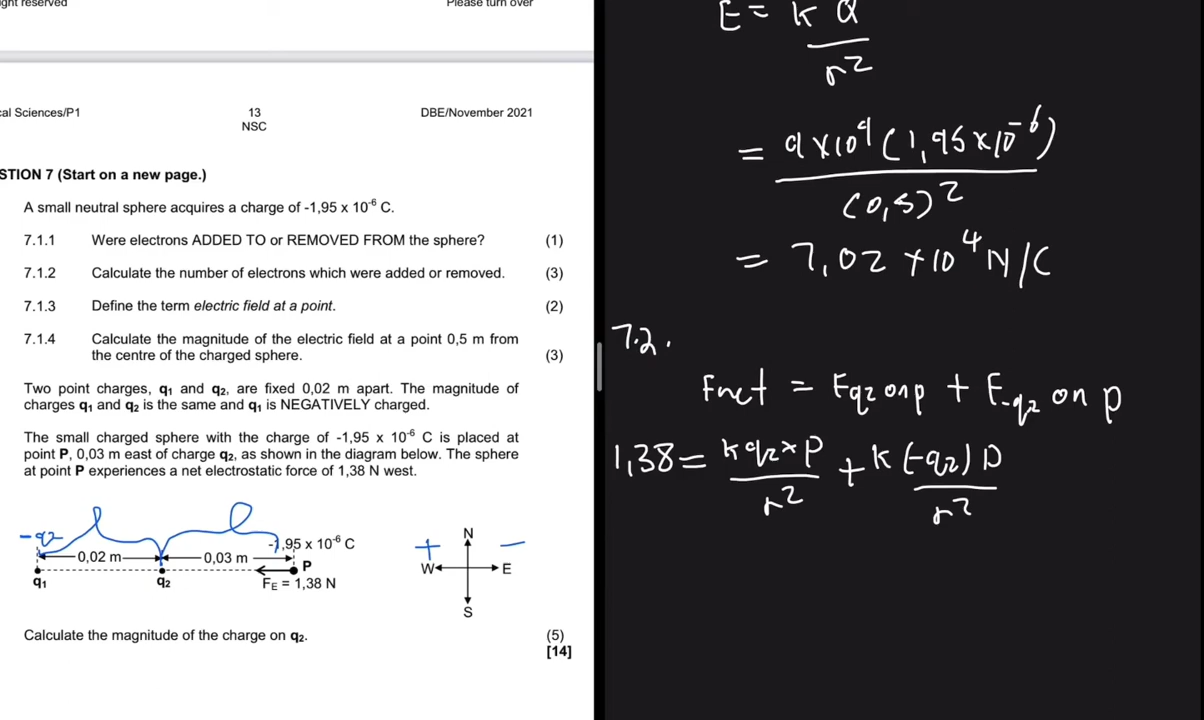 ght reserved
Please turn over
cal Sciences/P1
13
DBE/November 2021
NSC
STION 7 (Start on a new page.)
A small neutral sphere acquires a charge of -1,95 x 10⁻⁶ C.
7.1.1 Were electrons ADDED TO or REMOVED FROM the sphere? (1)
7.1.2 Calculate the number of electrons which were added or removed. (3)
7.1.3 Define the term electric field at a point. (2)
7.1.4 Calculate the magnitude of the electric field at a point 0,5 m from
the centre of the charged sphere. (3)
Two point charges, q₁ and q₂, are fixed 0,02 m apart. The magnitude of
charges q₁ and q₂ is the same and q₁ is NEGATIVELY charged.
The small charged sphere with the charge of -1,95 x 10⁻⁶ C is placed at
point P, 0,03 m east of charge q₂, as shown in the diagram below. The sphere
at point P experiences a net electrostatic force of 1,38 N west.
-q2
-1,95 x 10⁻⁶ C
0,02 m
0,03 m
P
q₁
q₂
Fᴇ = 1,38 N
N
+
−
W
E
S
Calculate the magnitude of the charge on q₂. (5)
[14]
E = k Q
r²
= 9 × 10⁹ (1,95 × 10⁻⁶)
(0,5)²
= 7,02 × 10⁴ N/C
7.2.
Fnet = Fq2 on p + F-q2 on p
1,38 = k q2 × P + k (-q2) P
r² r²